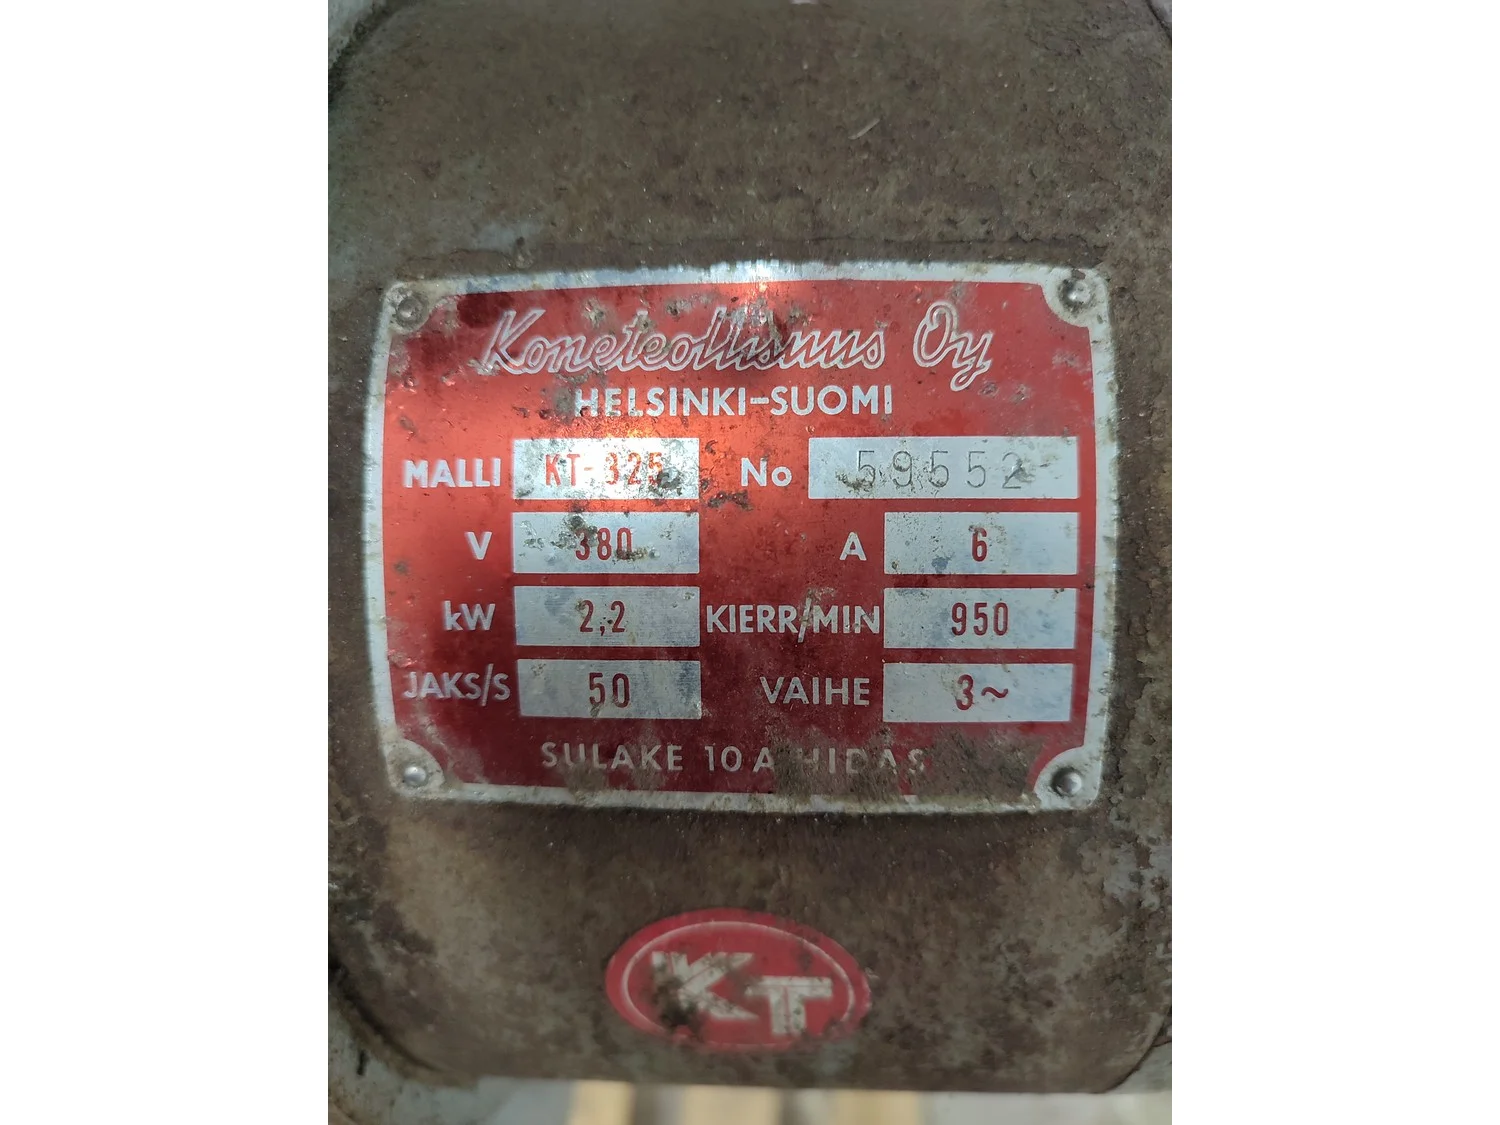 Koneteollisuus Oy
HELSINKI-SUOMI
MALLI KT-325 No 59552
V 380 A 6
kW 2,2 KIERR/MIN 950
JAKS/S 50 VAIHE 3~
SULAKE 10 A HIDAS
KT